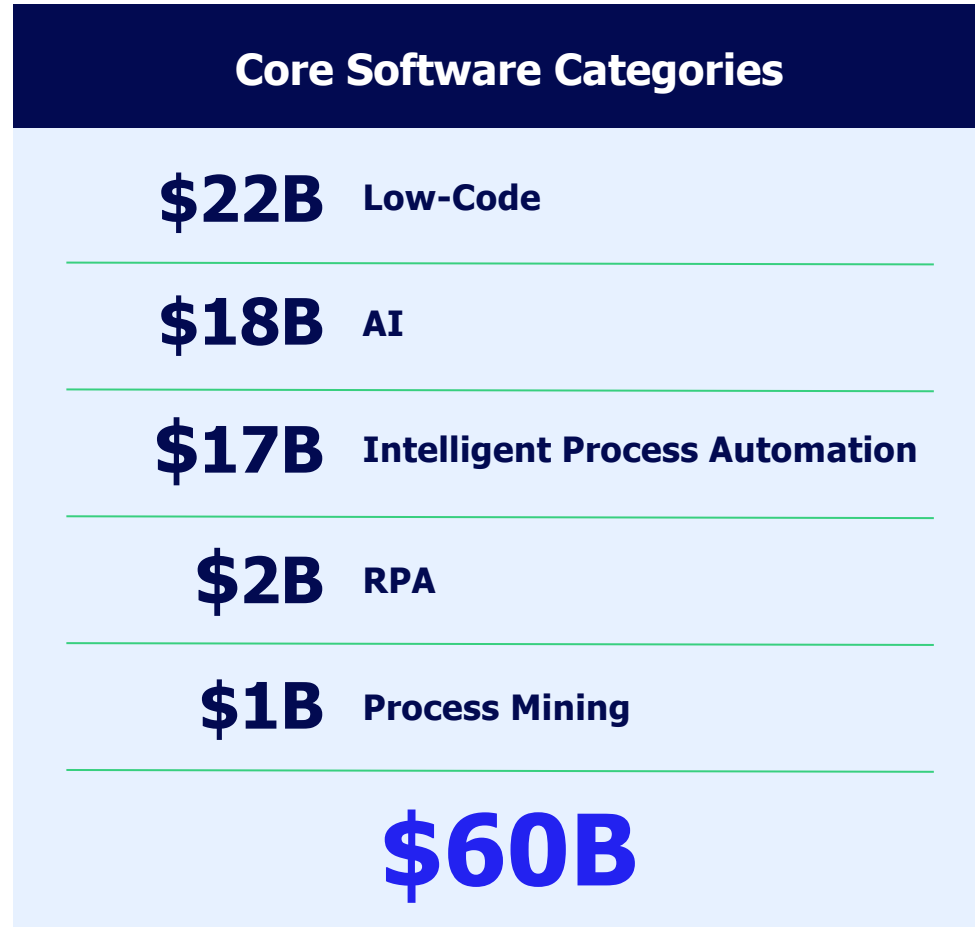 Core Software Categories
$22B Low-Code
$18B AI
$17B Intelligent Process Automation
$2B RPA
$1B Process Mining
$60B